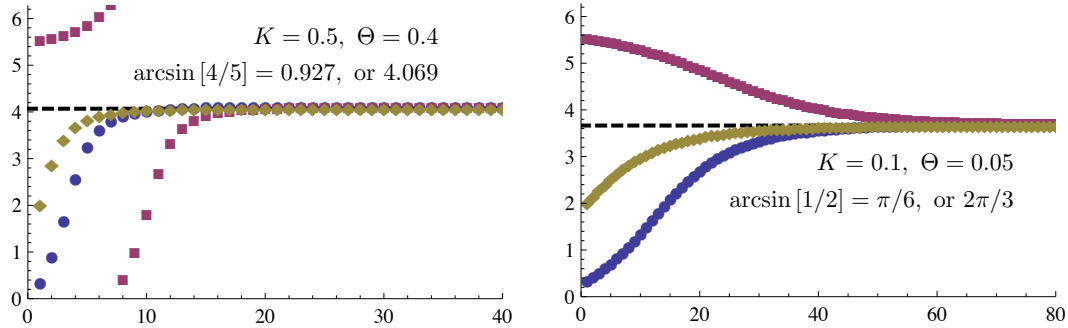 6
5
4
3
2
1
0
K = 0.5, Θ = 0.4
arcsin [4/5] = 0.927, or 4.069
0 10 20 30 40
6
5
4
3
2
1
0
K = 0.1, Θ = 0.05
arcsin [1/2] = π/6, or 2π/3
0 20 40 60 80